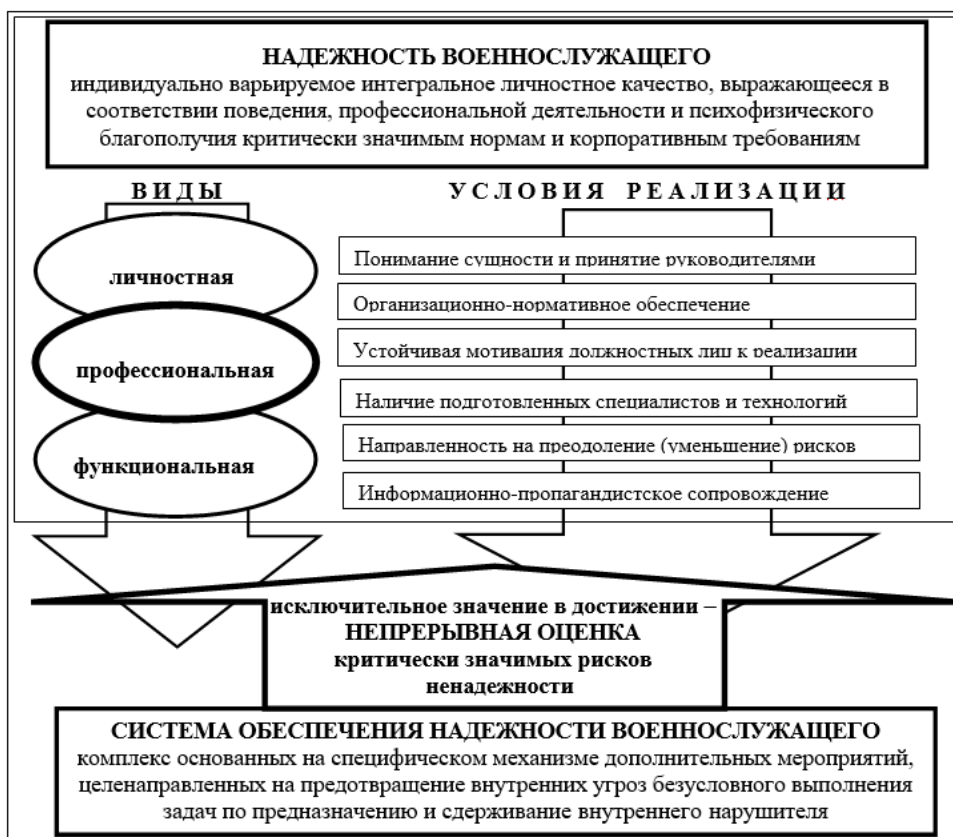 НАДЕЖНОСТЬ ВОЕННОСЛУЖАЩЕГО
индивидуально варьируемое интегральное личностное качество, выражающееся в
соответствии поведения, профессиональной деятельности и психофизического
благополучия критически значимым нормам и корпоративным требованиям
ВИДЫ
УСЛОВИЯ РЕАЛИЗАЦИИ
личностная
профессиональная
функциональная
Понимание сущности и принятие руководителями
Организационно-нормативное обеспечение
Устойчивая мотивация должностных лиц к реализации
Наличие подготовленных специалистов и технологий
Направленность на преодоление (уменьшение) рисков
Информационно-пропагандистское сопровождение
исключительное значение в достижении –
НЕПРЕРЫВНАЯ ОЦЕНКА
критически значимых рисков
ненадежности
СИСТЕМА ОБЕСПЕЧЕНИЯ НАДЕЖНОСТИ ВОЕННОСЛУЖАЩЕГО
комплекс основанных на специфическом механизме дополнительных мероприятий,
целенаправленных на предотвращение внутренних угроз безусловного выполнения
задач по предназначению и сдерживание внутреннего нарушителя